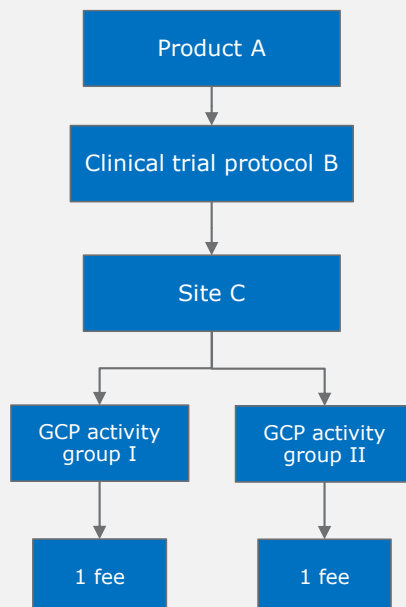 Product A
Clinical trial protocol B
Site C
GCP activity
group I
GCP activity
group II
1 fee
1 fee